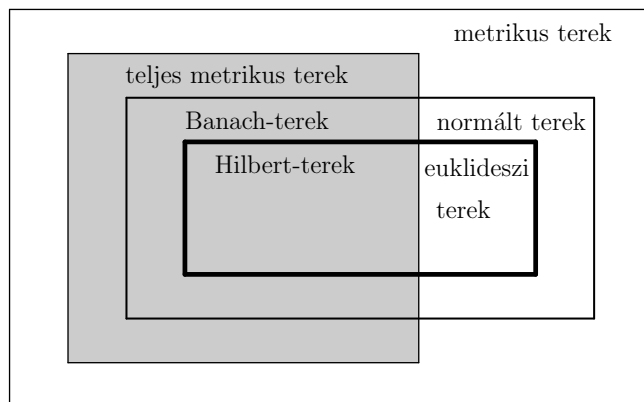 metrikus terek
teljes metrikus terek
Banach-terek
normált terek
Hilbert-terek
euklideszi
terek